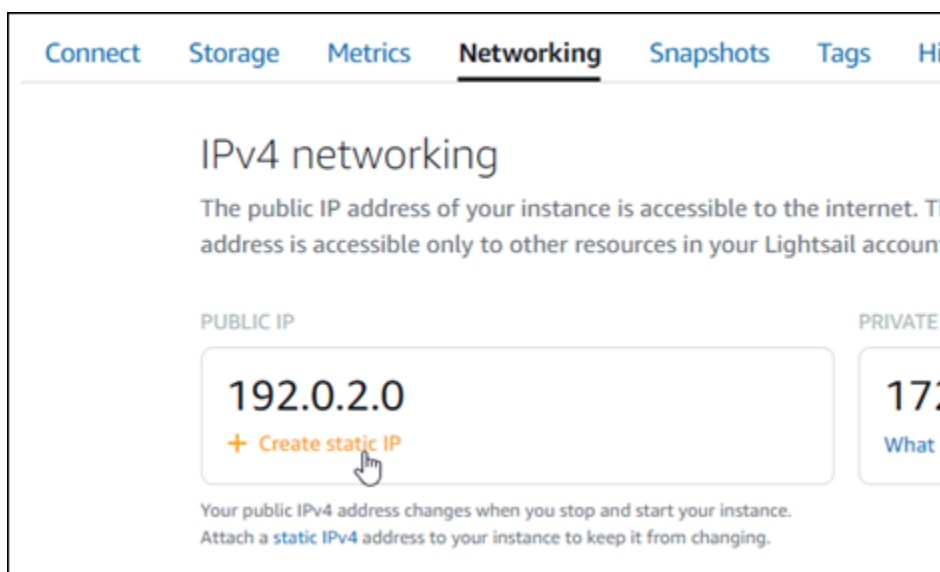 Connect Storage Metrics Networking Snapshots Tags
IPv4 networking
The public IP address of your instance is accessible to the internet.
address is accessible only to other resources in your Lightsail account
PUBLIC IP PRIVATE
192.0.2.0
+ Create static IP What
Your public IPv4 address changes when you stop and start your instance.
Attach a static IPv4 address to your instance to keep it from changing.